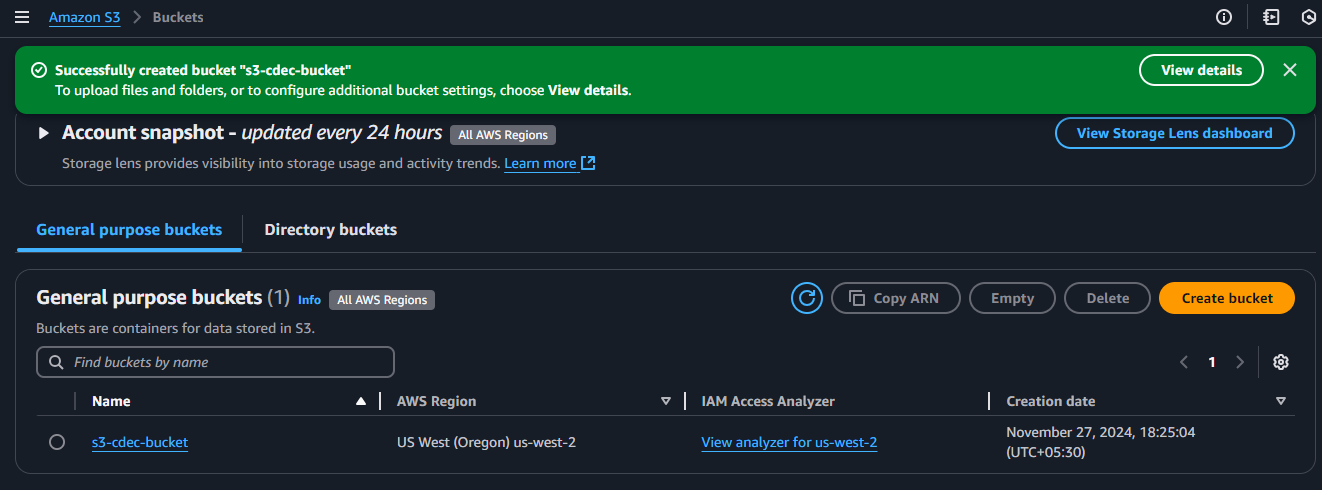 Amazon S3 > Buckets
Successfully created bucket "s3-cdec-bucket"
To upload files and folders, or to configure additional bucket settings, choose View details.
View details
Account snapshot - updated every 24 hours All AWS Regions
View Storage Lens dashboard
Storage lens provides visibility into storage usage and activity trends. Learn more
General purpose buckets Directory buckets
General purpose buckets (1) Info All AWS Regions
Copy ARN Empty Delete Create bucket
Buckets are containers for data stored in S3.
Find buckets by name
1
Name AWS Region IAM Access Analyzer Creation date
s3-cdec-bucket US West (Oregon) us-west-2 View analyzer for us-west-2 November 27, 2024, 18:25:04
(UTC+05:30)